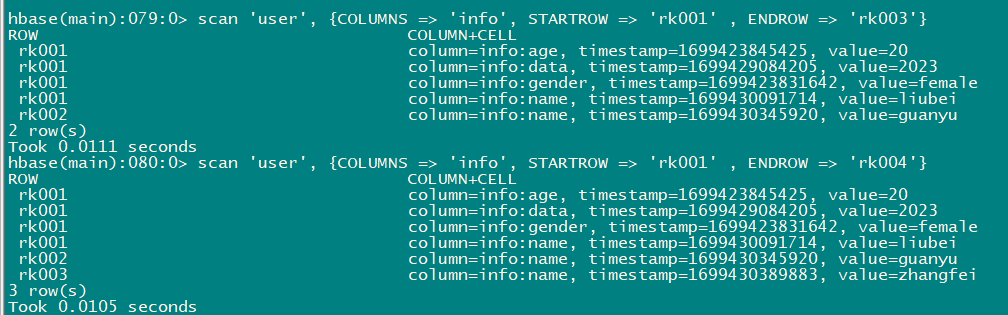 hbase(main):079:0> scan 'user', {COLUMNS => 'info', STARTROW => 'rk001' , ENDROW => 'rk003'}
ROW COLUMN+CELL
rk001 column=info:age, timestamp=1699423845425, value=20
rk001 column=info:data, timestamp=1699429084205, value=2023
rk001 column=info:gender, timestamp=1699423831642, value=female
rk001 column=info:name, timestamp=1699430091714, value=liubei
rk002 column=info:name, timestamp=1699430345920, value=guanyu
2 row(s)
Took 0.0111 seconds
hbase(main):080:0> scan 'user', {COLUMNS => 'info', STARTROW => 'rk001' , ENDROW => 'rk004'}
ROW COLUMN+CELL
rk001 column=info:age, timestamp=1699423845425, value=20
rk001 column=info:data, timestamp=1699429084205, value=2023
rk001 column=info:gender, timestamp=1699423831642, value=female
rk001 column=info:name, timestamp=1699430091714, value=liubei
rk002 column=info:name, timestamp=1699430345920, value=guanyu
rk003 column=info:name, timestamp=1699430389883, value=zhangfei
3 row(s)
Took 0.0105 seconds